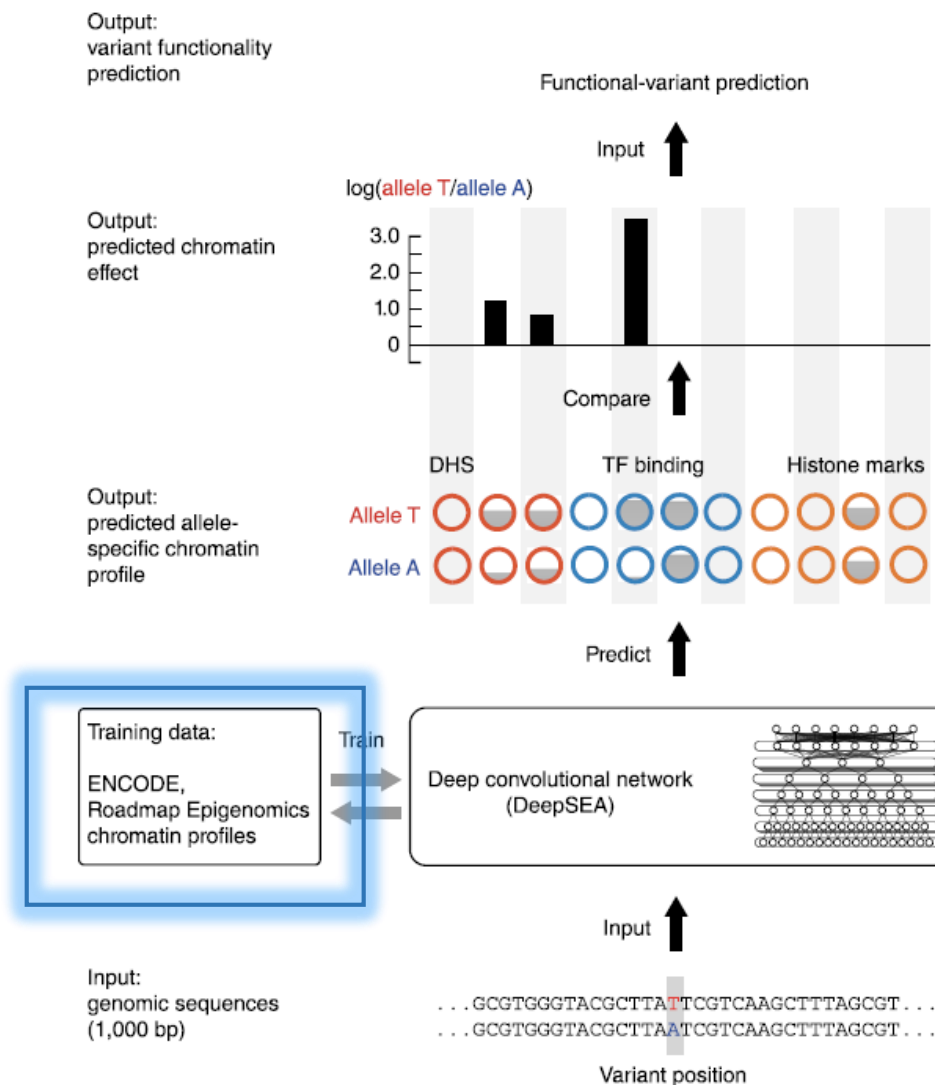 Output:
variant functionality
prediction
Functional-variant prediction
Input
log(allele T/allele A)
Output:
predicted chromatin
effect
3.0
2.0
1.0
0
Compare
DHS
TF binding
Histone marks
Output:
predicted allele-
specific chromatin
profile
Allele T
Allele A
Predict
Training data:
ENCODE,
Roadmap Epigenomics
chromatin profiles
Train
Deep convolutional network
(DeepSEA)
Input
Input:
genomic sequences
(1,000 bp)
...GCGTGGGTACGCTTATTCGTCAAGCTTTAGCGT...
...GCGTGGGTACGCTTAATCGTCAAGCTTTAGCGT...
Variant position